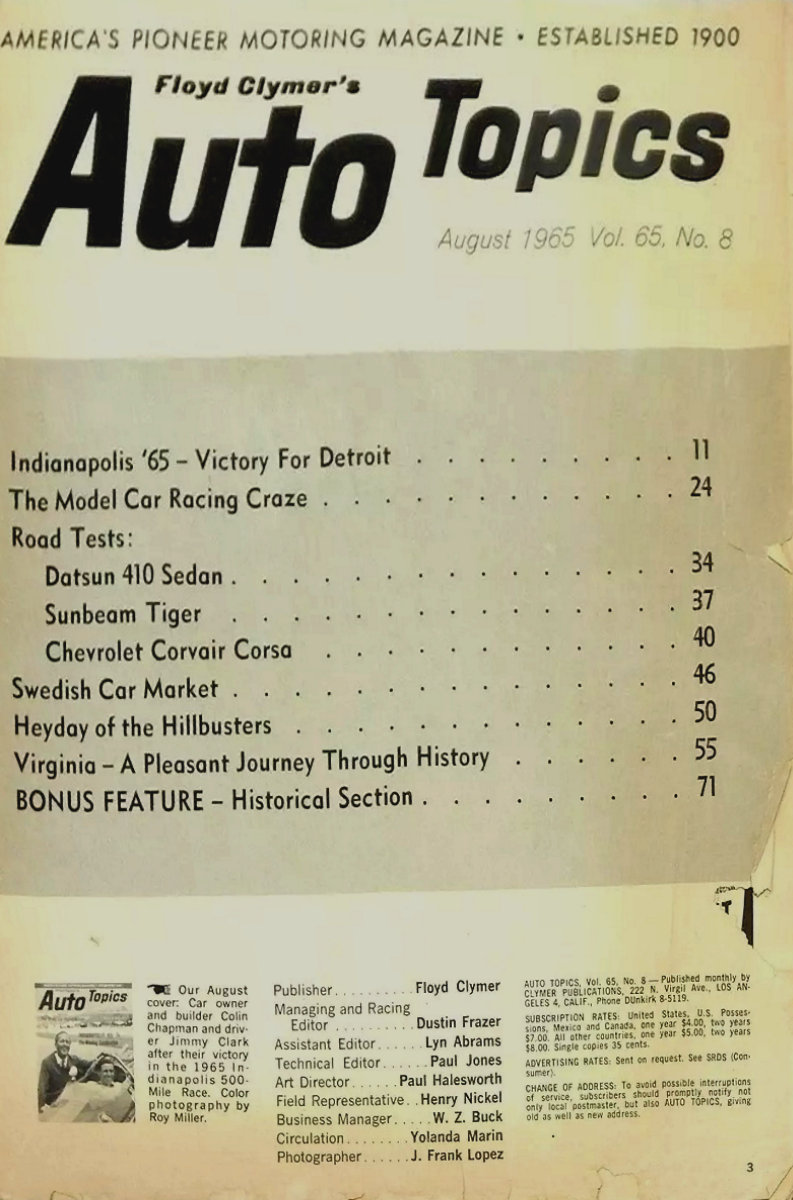 AMERICA'S PIONEER MOTORING MAGAZINE • ESTABLISHED 1900
Floyd Clymer's
Auto Topics
August 1965 Vol. 65, No. 8
Indianapolis '65 – Victory For Detroit . . . . . . . . . . 11
The Model Car Racing Craze . . . . . . . . . . . . . 24
Road Tests:
Datsun 410 Sedan . . . . . . . . . . . . . . . . 34
Sunbeam Tiger . . . . . . . . . . . . . . . . 37
Chevrolet Corvair Corsa . . . . . . . . . . . . . 40
Swedish Car Market . . . . . . . . . . . . . . . . 46
Heyday of the Hillbusters . . . . . . . . . . . . . 50
Virginia – A Pleasant Journey Through History . . . . . . 55
BONUS FEATURE – Historical Section . . . . . . . . . 71
Auto Topics
Our August
cover: Car owner
and builder Colin
Chapman and driv-
er Jimmy Clark
after their victory
in the 1965 In-
dianapolis 500-
Mile Race. Color
photography by
Roy Miller.
Publisher . . . . . . . . . . Floyd Clymer
Managing and Racing
Editor . . . . . . . . . . Dustin Frazer
Assistant Editor . . . . . . Lyn Abrams
Technical Editor . . . . . . Paul Jones
Art Director . . . . . . Paul Halesworth
Field Representative . . Henry Nickel
Business Manager . . . . . W. Z. Buck
Circulation . . . . . . . . Yolanda Marin
Photographer . . . . . . J. Frank Lopez
AUTO TOPICS, Vol. 65, No. 8 — Published monthly by
CLYMER PUBLICATIONS, 222 N. Virgil Ave., LOS AN-
GELES 4, CALIF., Phone DUnkirk 8-5119.
SUBSCRIPTION RATES: United States, U.S. Posses-
sions, Mexico and Canada, one year $4.00, two years
$7.00. All other countries, one year $5.00, two years
$8.00. Single copies 35 cents.
ADVERTISING RATES: Sent on request. See SRDS (Con-
sumer).
CHANGE OF ADDRESS: To avoid possible interruptions
of service, subscribers should promptly notify not
only local postmaster, but also AUTO TOPICS, giving
old as well as new address.
3